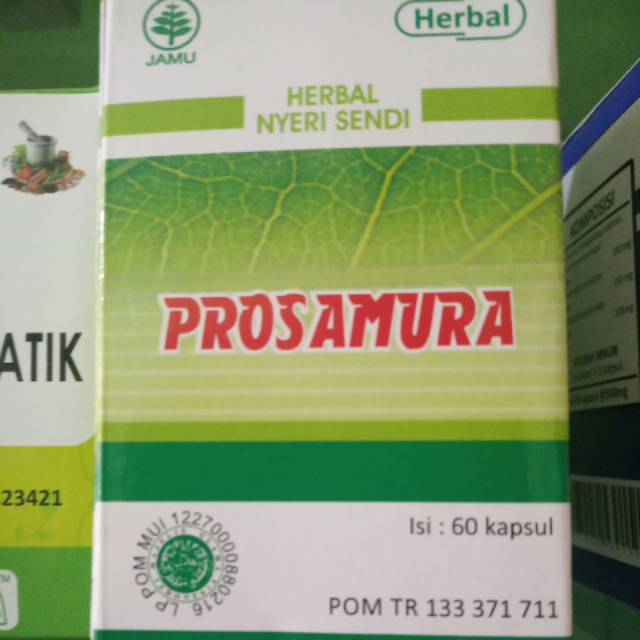 JAMU
Herbal
HERBAL
NYERI SENDI
PROSAMURA
Isi : 60 kapsul
LP POM MUI 12270000880216
POM TR 133 371 711
ATIK
23421
KOMPOSISI